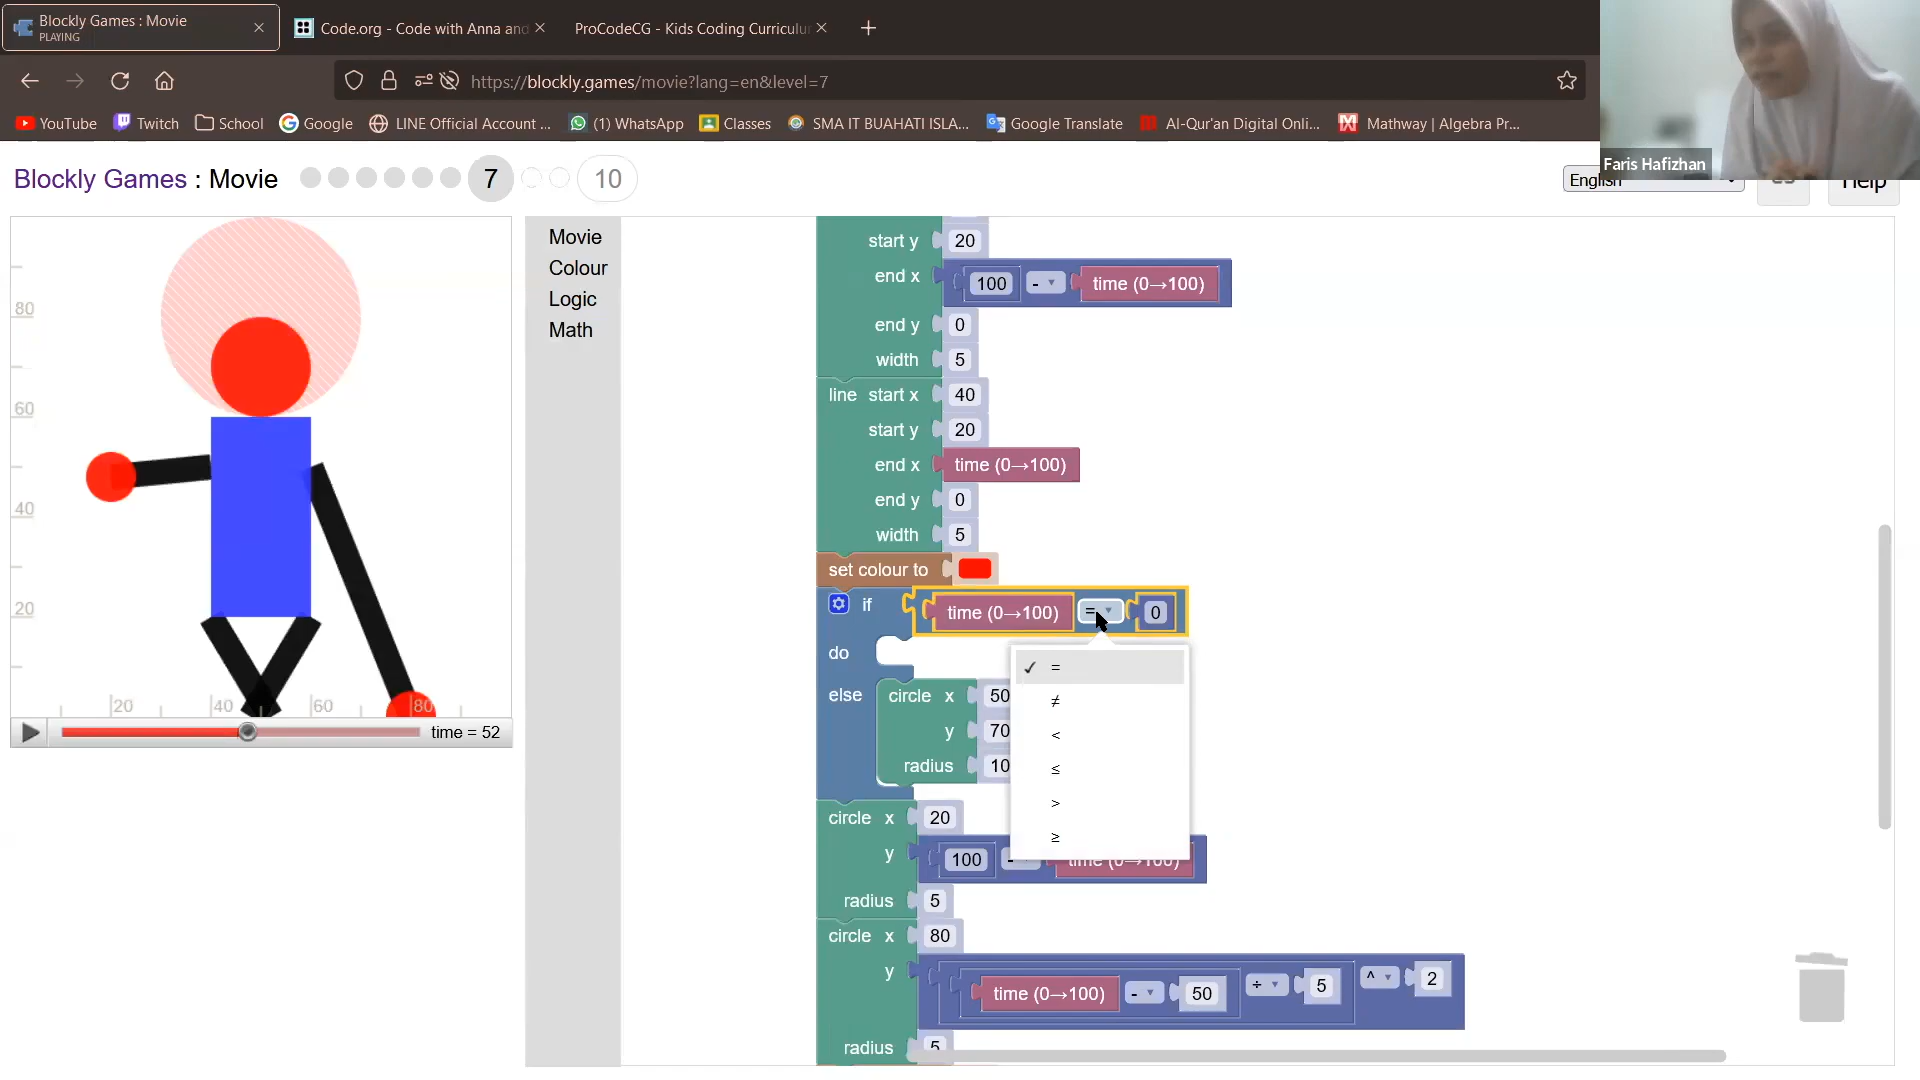 Blockly Games : Movie
PLAYING
Code.org - Code with Anna and
ProCodeCG - Kids Coding Curriculu
https://blockly.games/movie?lang=en&level=7
YouTube
Twitch
School
Google
LINE Official Account ...
(1) WhatsApp
Classes
SMA IT BUAHATI ISLA...
Google Translate
Al-Qur'an Digital Onli...
Mathway | Algebra Pr...
Faris Hafizhan
Blockly Games : Movie
7
10
English
Help
80
60
40
20
20
40
60
80
time = 52
Movie
Colour
Logic
Math
start y 20
end x 100 - time (0→100)
end y 0
width 5
line start x 40
start y 20
end x time (0→100)
end y 0
width 5
set colour to
if time (0→100) = 0
do
else circle x 50
y 70
radius 10
✓ =
≠
<
≤
>
≥
circle x 20
y 100 - time (0→100)
radius 5
circle x 80
y time (0→100) - 50 ÷ 5 ^ 2
radius 5